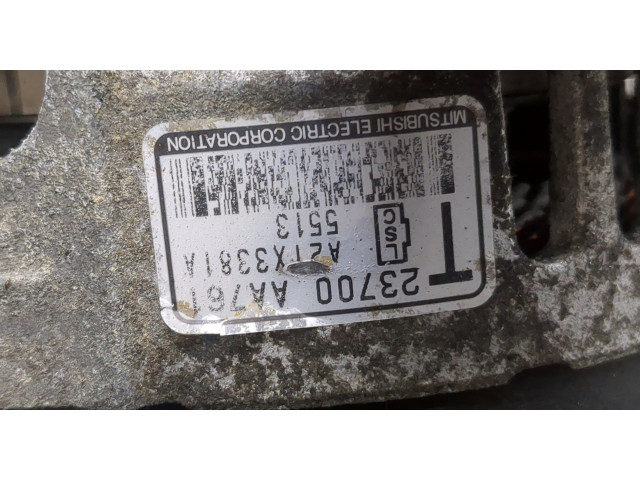 23700 AA761
T A2TX3381A
L S C 5513
MITSUBISHI ELECTRIC CORPORATION